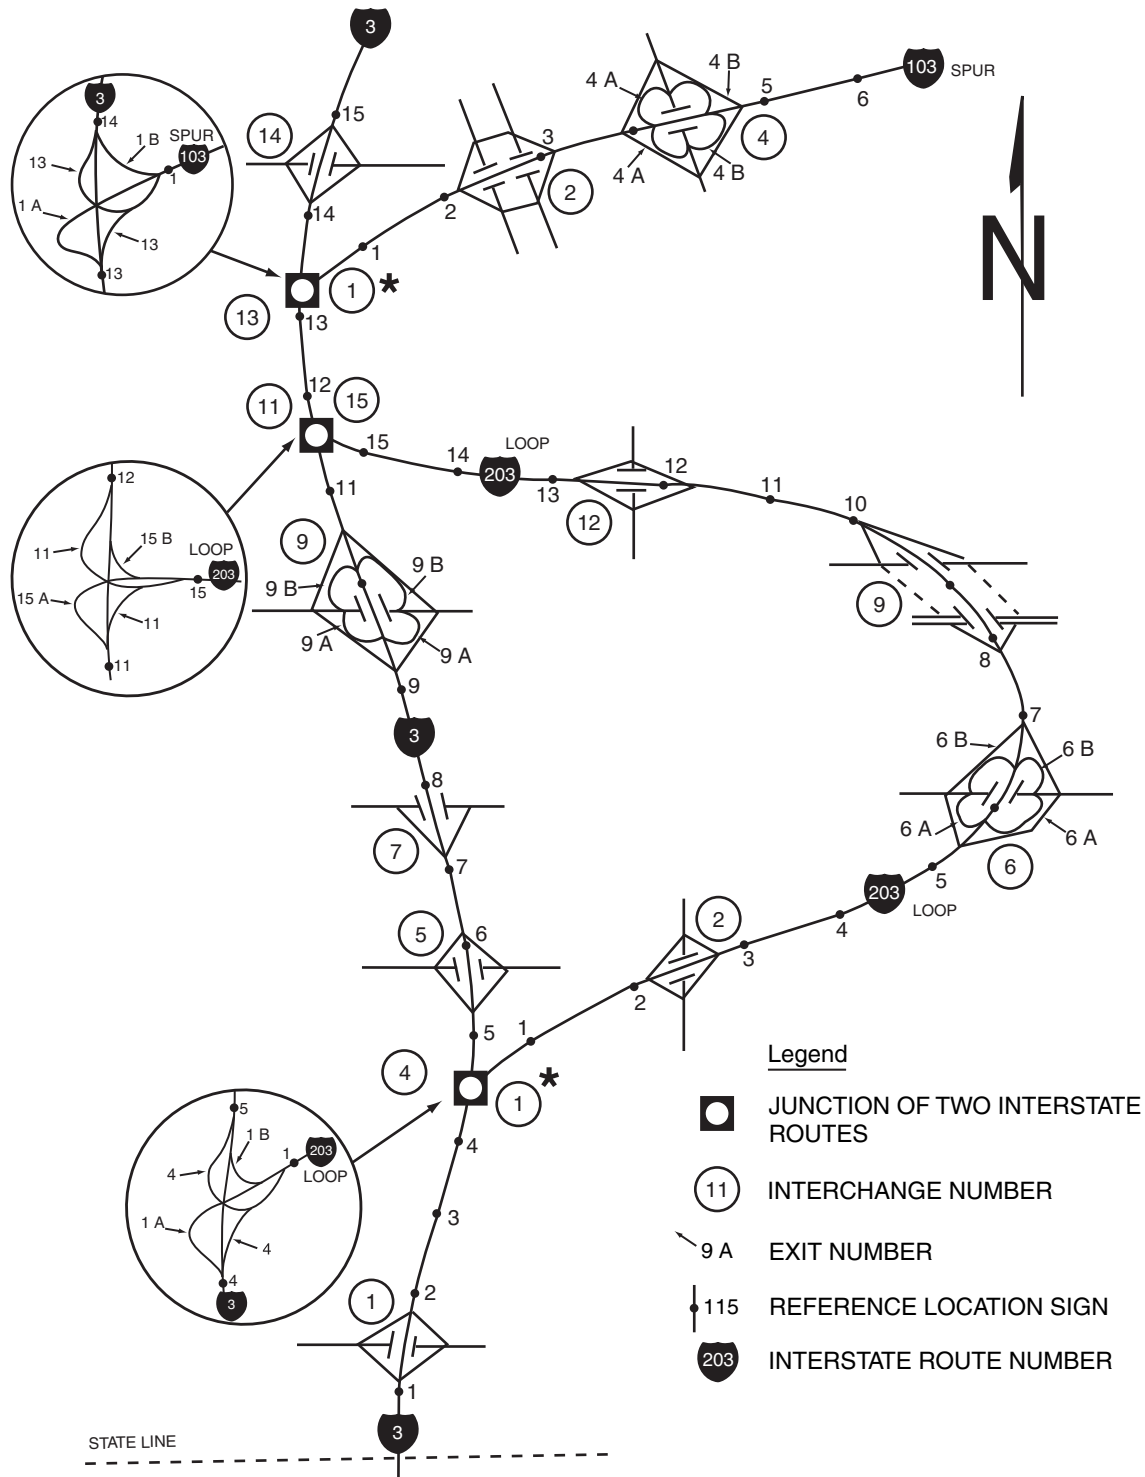 3
103 SPUR
4 B
4 A
5
6
15
14
3
4
4 A
4 B
2
2
14
1
3
14
1 B
SPUR
103
13
1
1 A
13
13
1 *
13
13
12
11
15
15
14
LOOP
203
13
12
12
11
10
11
9
9 B
9 B
9 A
9 A
9
12
11
15 B
LOOP
203
15
15 A
11
11
9
8
7
6 B
6 B
6 A
6 A
6
5
203
LOOP
4
3
2
2
1
3
8
7
7
5
6
5
4
1 *
4
3
2
1
1
3
5
1 B
1
203
LOOP
4
1 A
4
4
3
STATE LINE
N
Legend
JUNCTION OF TWO INTERSTATE
ROUTES
11 INTERCHANGE NUMBER
9 A EXIT NUMBER
115 REFERENCE LOCATION SIGN
203 INTERSTATE ROUTE NUMBER